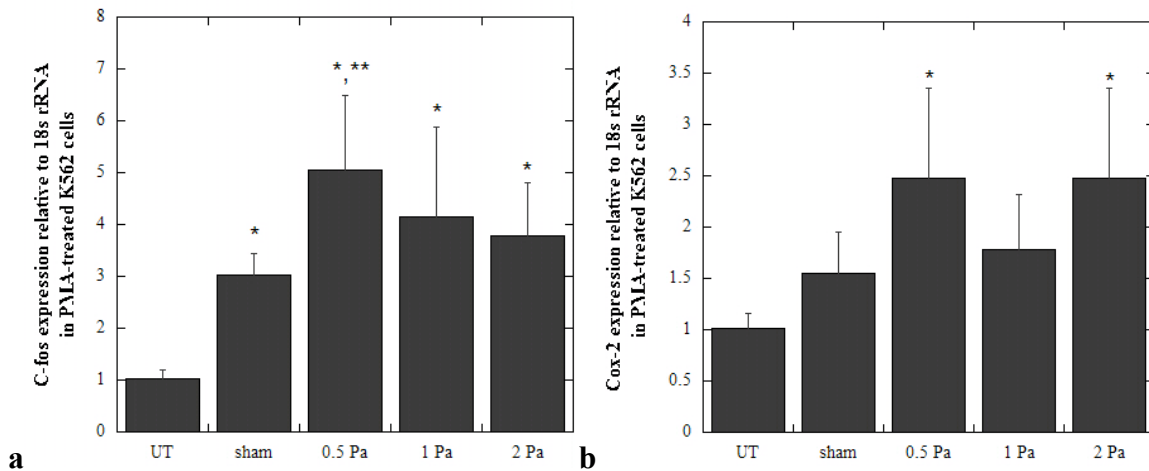 C-fos expression relative to 18s rRNA
in PMA-treated K562 cells
8
7
6
5
4
3
2
1
0
*,**
*
*
*
UT sham 0.5 Pa 1 Pa 2 Pa
a
Cox-2 expression relative to 18s rRNA
in PMA-treated K562 cells
4
3.5
3
2.5
2
1.5
1
0.5
0
* *
UT sham 0.5 Pa 1 Pa 2 Pa
b